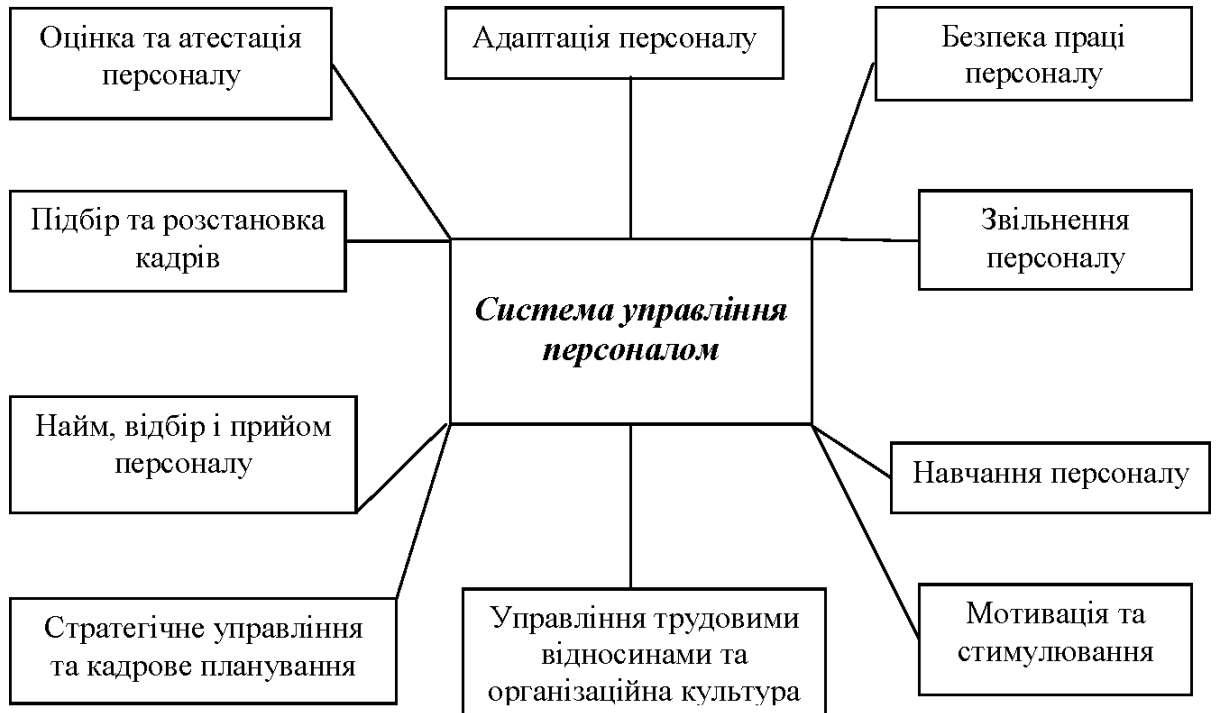 Оцінка та атестація
персоналу
Адаптація персоналу
Безпека праці
персоналу
Підбір та розстановка
кадрів
Звільнення
персоналу
Система управління
персоналом
Найм, відбір і прийом
персоналу
Навчання персоналу
Стратегічне управління
та кадрове планування
Управління трудовими
відносинами та
організаційна культура
Мотивація та
стимулювання